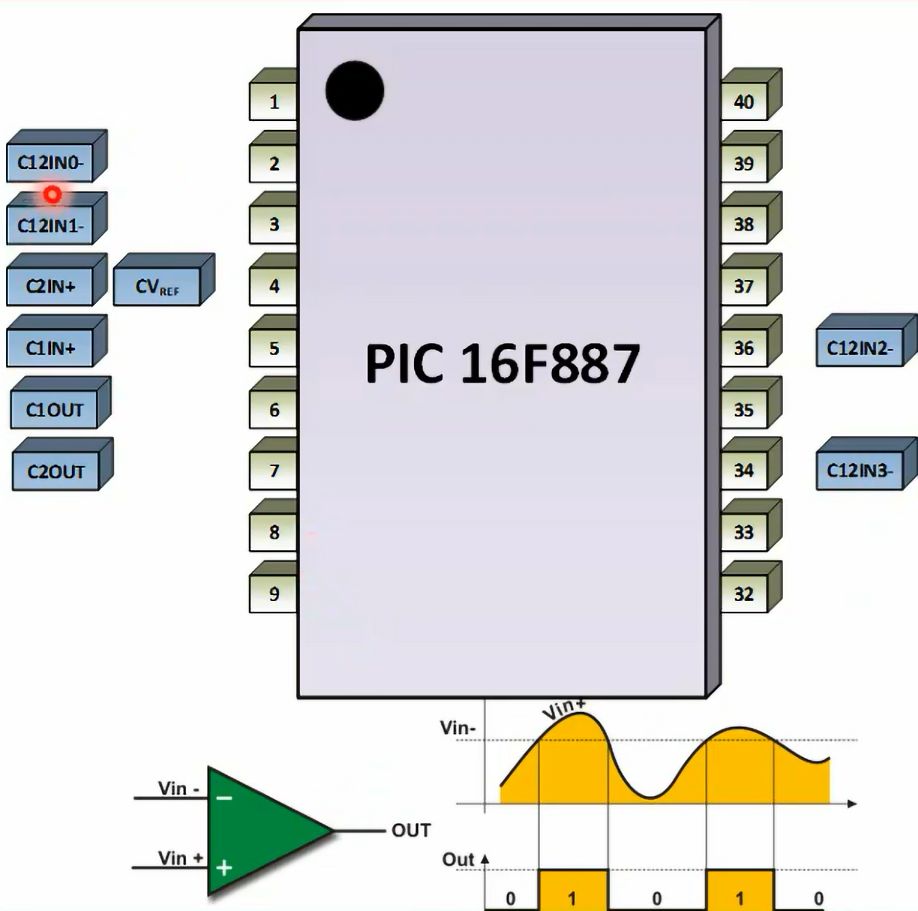 1
40
C12IN0-
2
39
C12IN1-
3
38
C2IN+
CVREF
4
37
C1IN+
5
PIC 16F887
36
C12IN2-
C1OUT
6
35
C2OUT
7
34
C12IN3-
8
33
9
32
Vin+
Vin-
Vin -
−
OUT
Vin +
+
Out
0
1
0
1
0